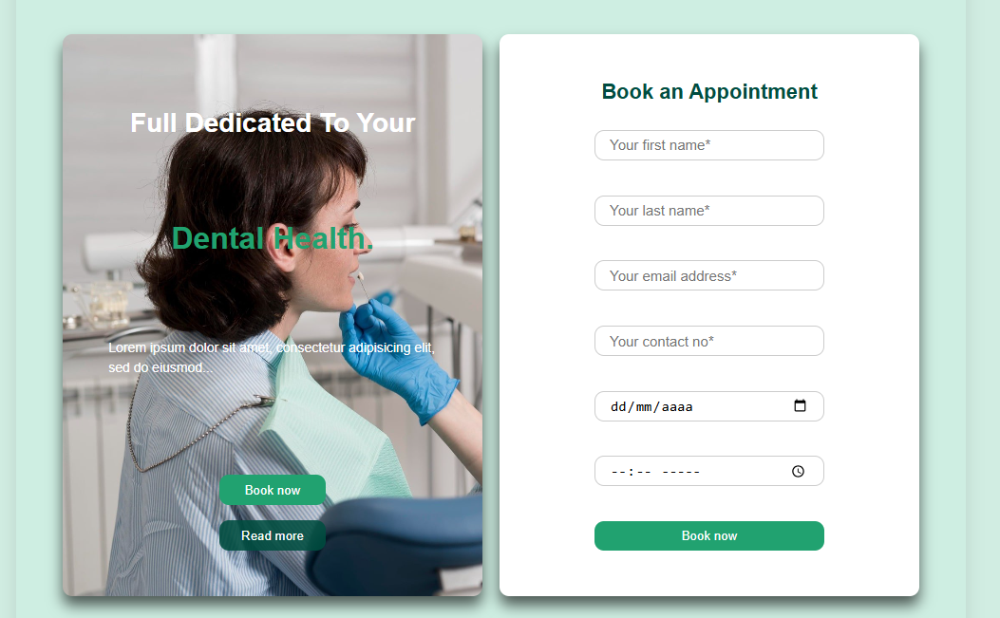 Full Dedicated To Your
Dental Health.
Lorem ipsum dolor sit amet, consectetur adipisicing elit,
sed do eiusmod...
Book now
Read more
Book an Appointment
Your first name*
Your last name*
Your email address*
Your contact no*
dd/mm/aaaa
--:-- -----
Book now